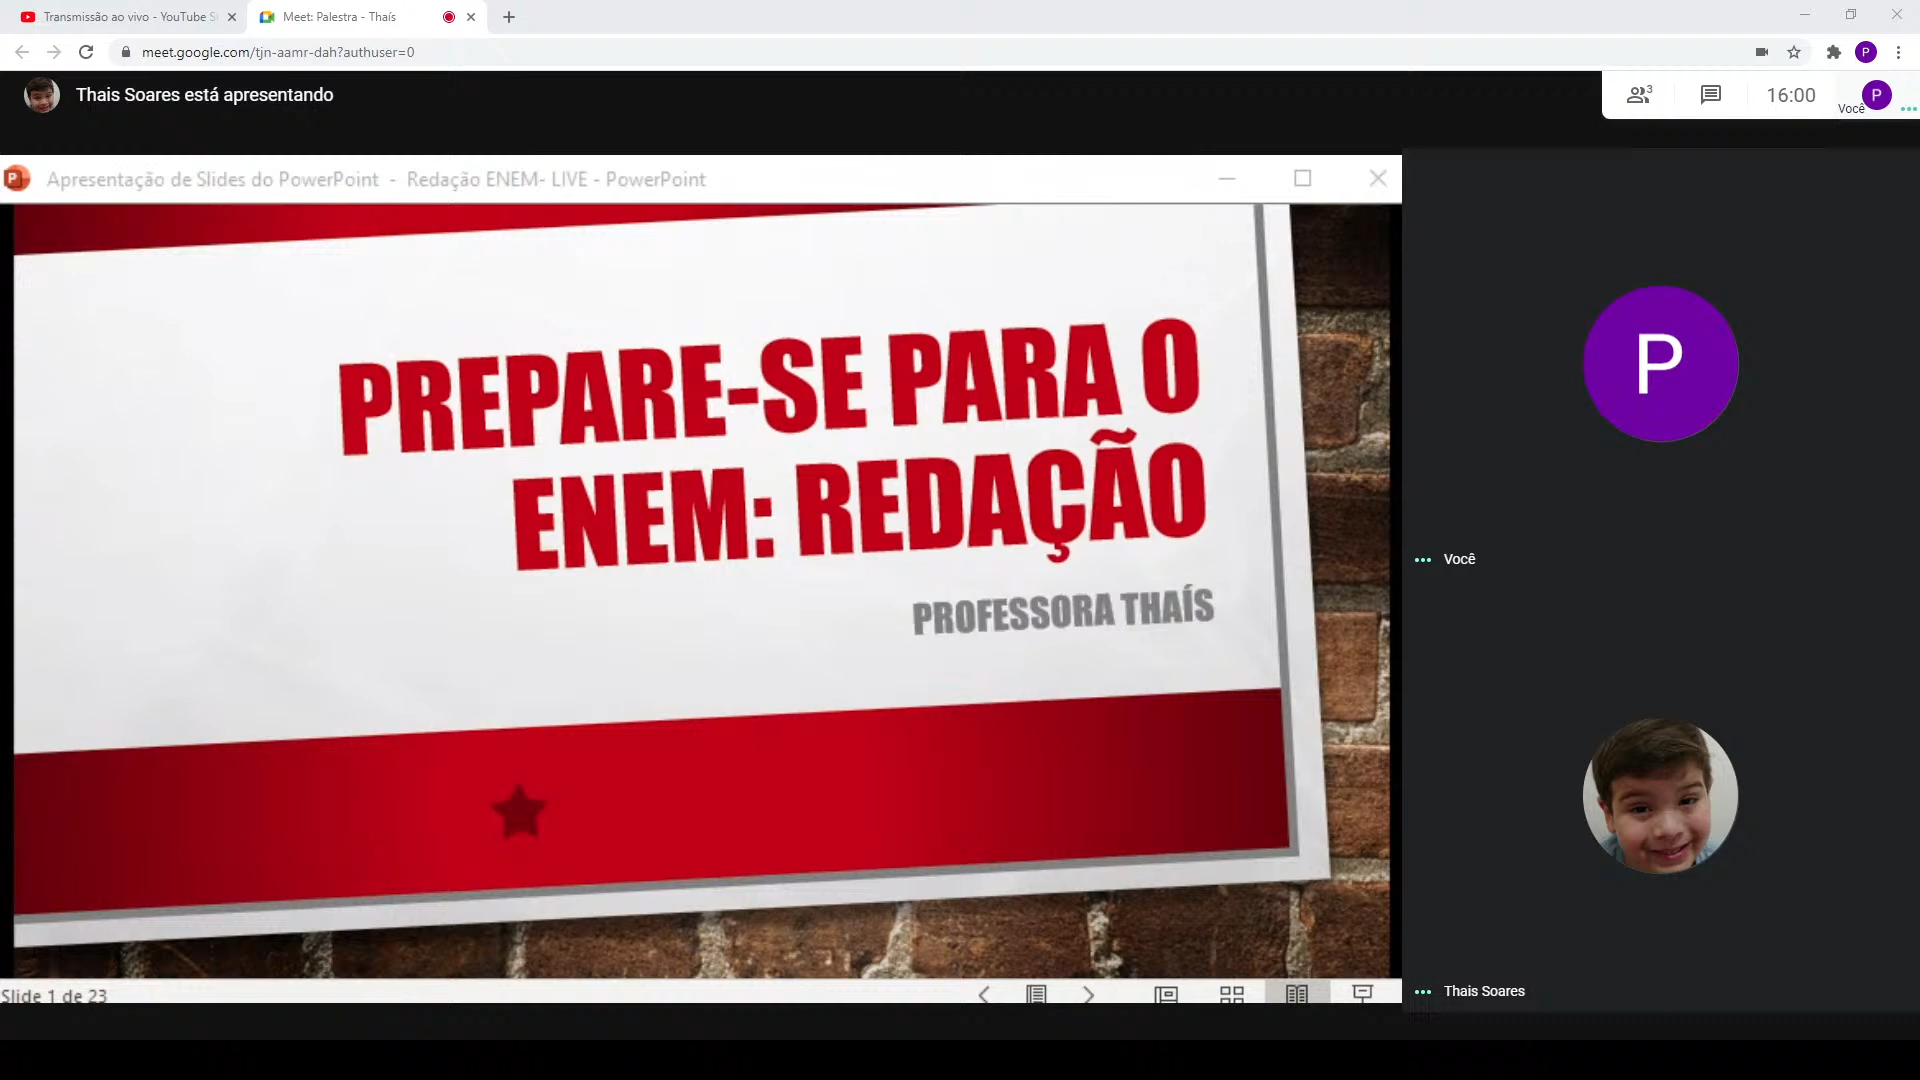 Transmissão ao vivo - YouTube S
Meet: Palestra - Thaís
meet.google.com/tjn-aamr-dah?authuser=0
P
Thais Soares está apresentando
3
16:00
Você
P
Apresentação de Slides do PowerPoint - Redação ENEM- LIVE - PowerPoint
PREPARE-SE PARA O
ENEM: REDAÇÃO
PROFESSORA THAÍS
P
Você
Thais Soares
Slide 1 de 23